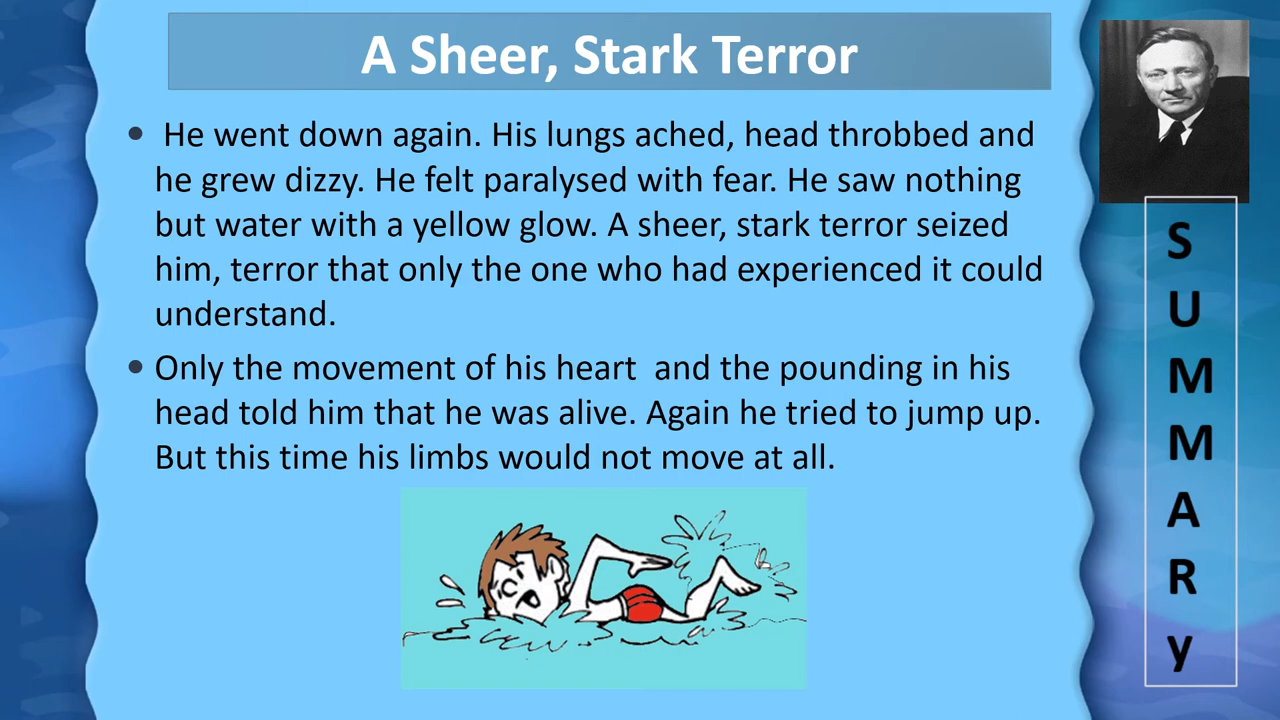 A Sheer, Stark Terror
• He went down again. His lungs ached, head throbbed and
he grew dizzy. He felt paralysed with fear. He saw nothing
but water with a yellow glow. A sheer, stark terror seized
him, terror that only the one who had experienced it could
understand.
• Only the movement of his heart  and the pounding in his
head told him that he was alive. Again he tried to jump up.
But this time his limbs would not move at all.
S
U
M
M
A
R
y